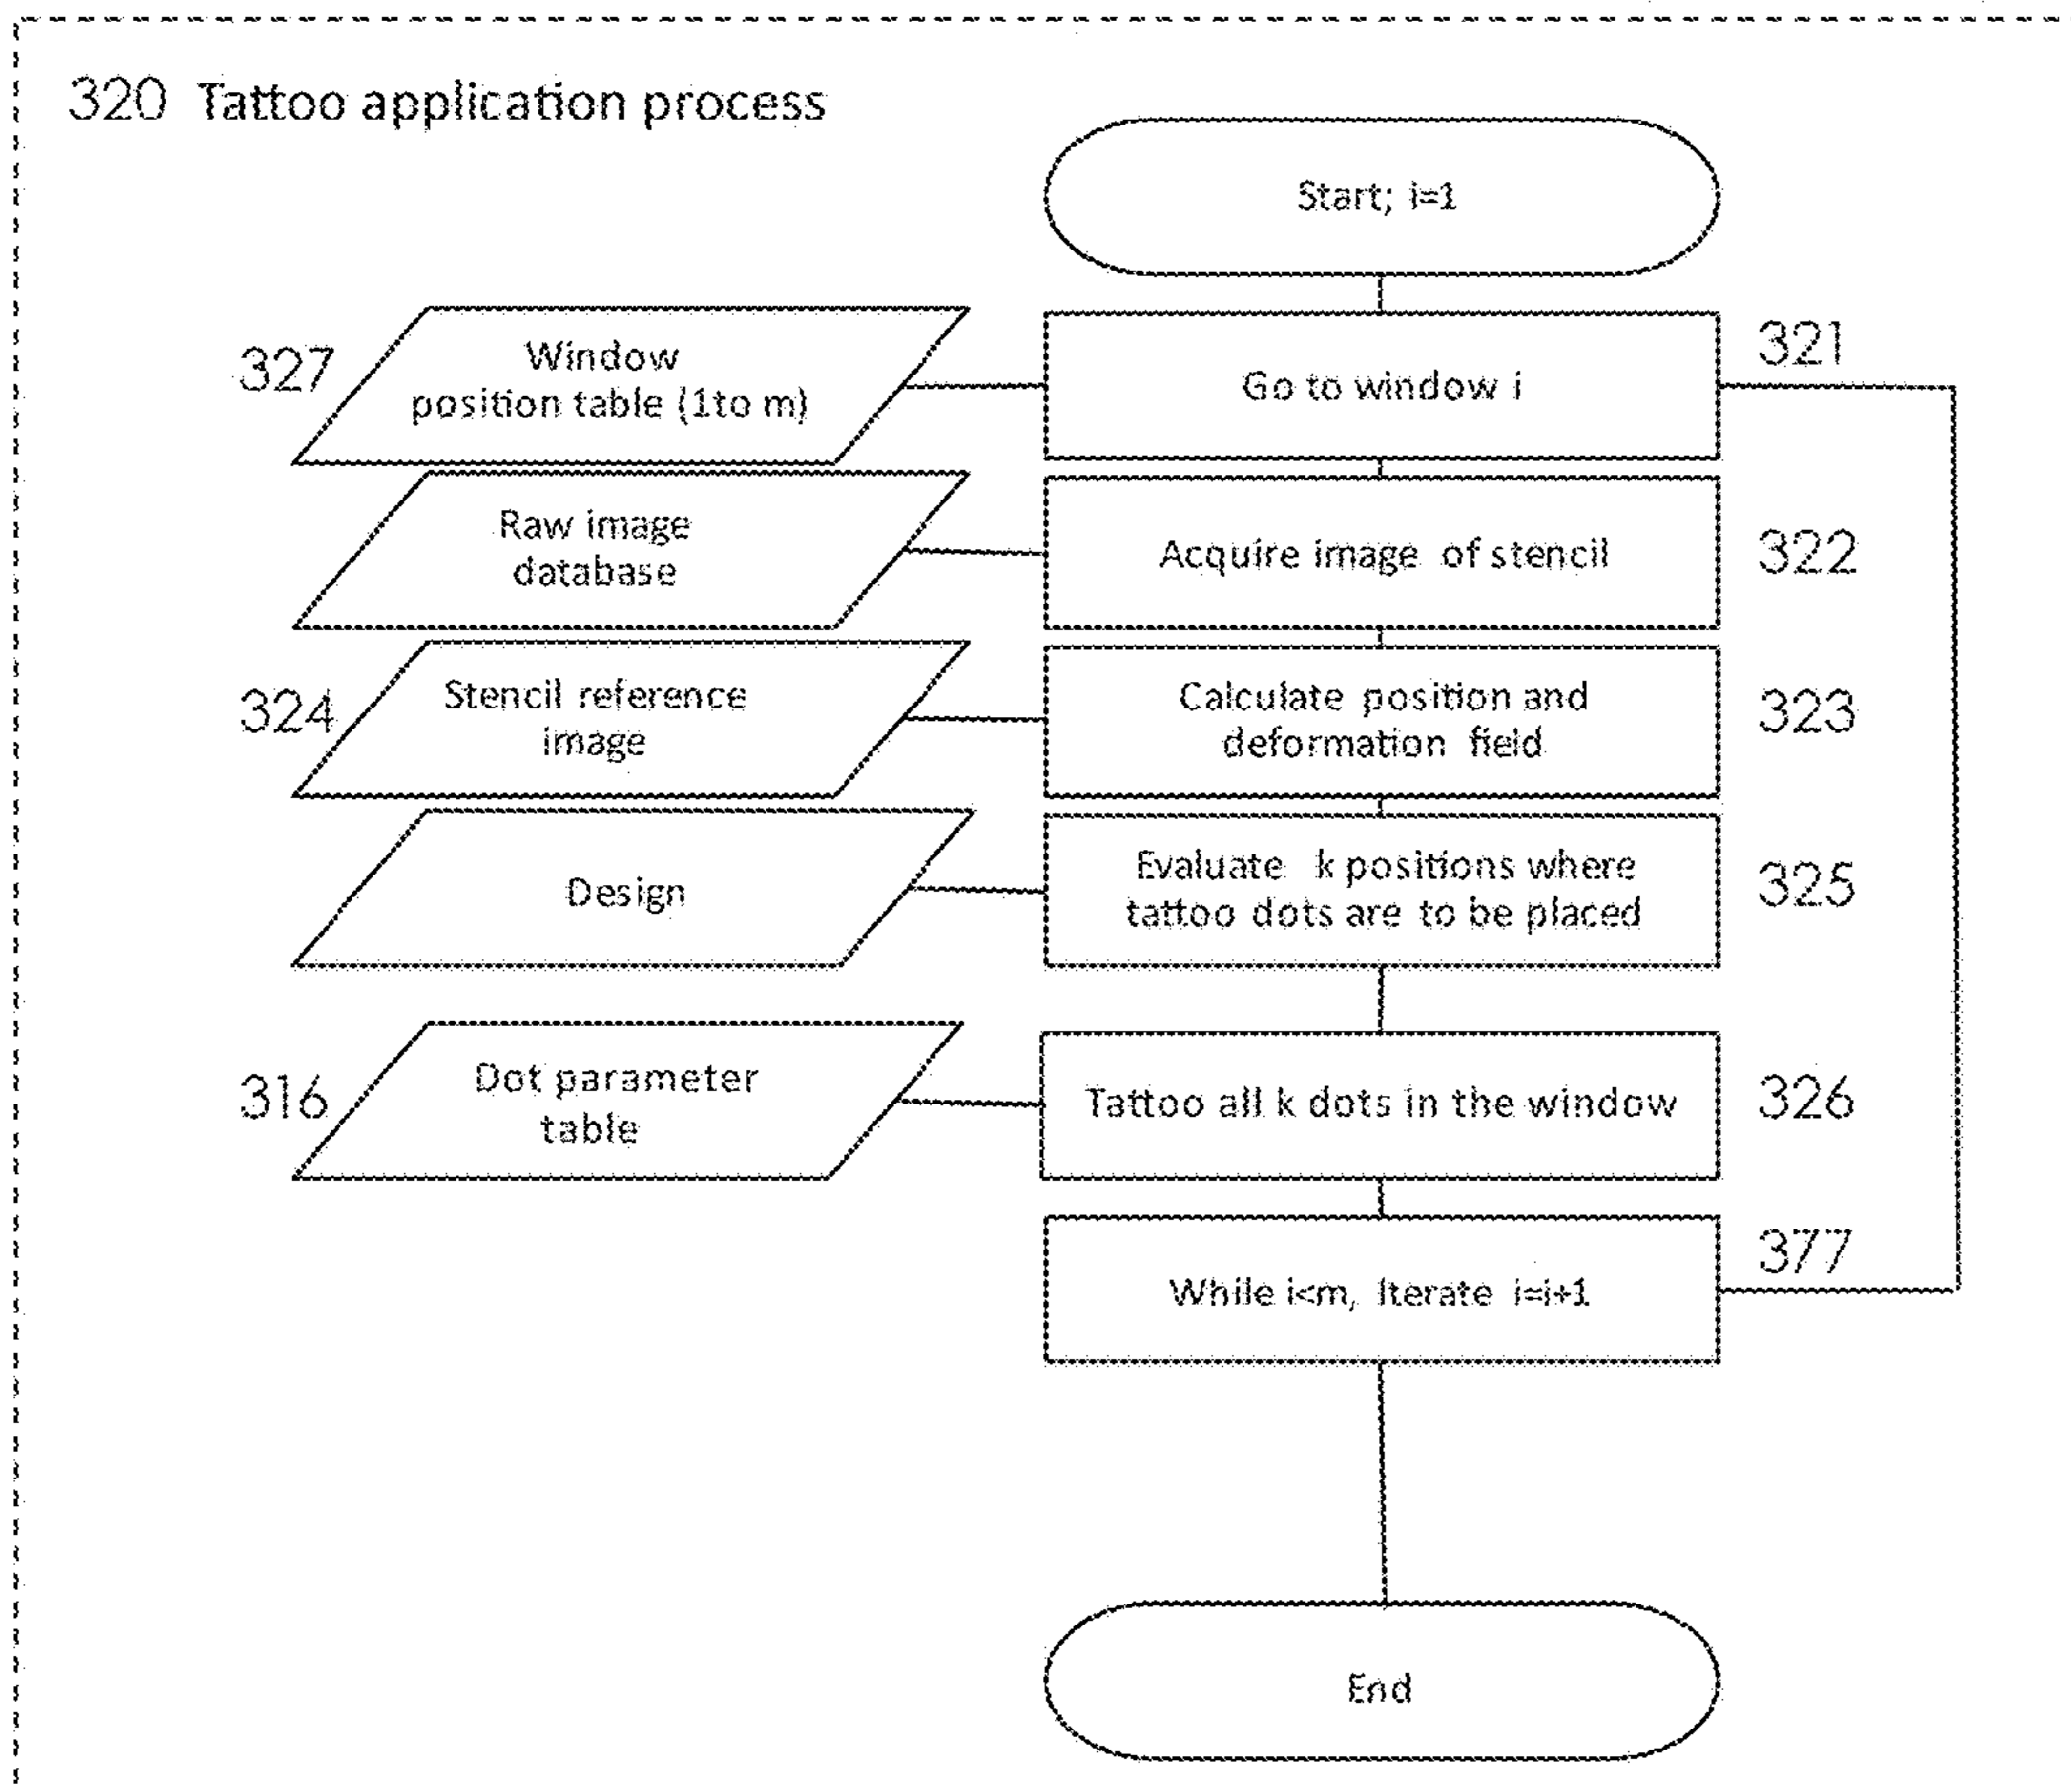 320 Tattoo application process
Start; i=1
327
Window
position table (1to m)
Go to window i
321
Raw image
database
Acquire image of stencil
322
324
Stencil reference
image
Calculate position and
deformation field
323
Design
Evaluate k positions where
tattoo dots are to be placed
325
316
Dot parameter
table
Tattoo all k dots in the window
326
While i<m, Iterate i=i+1
377
End